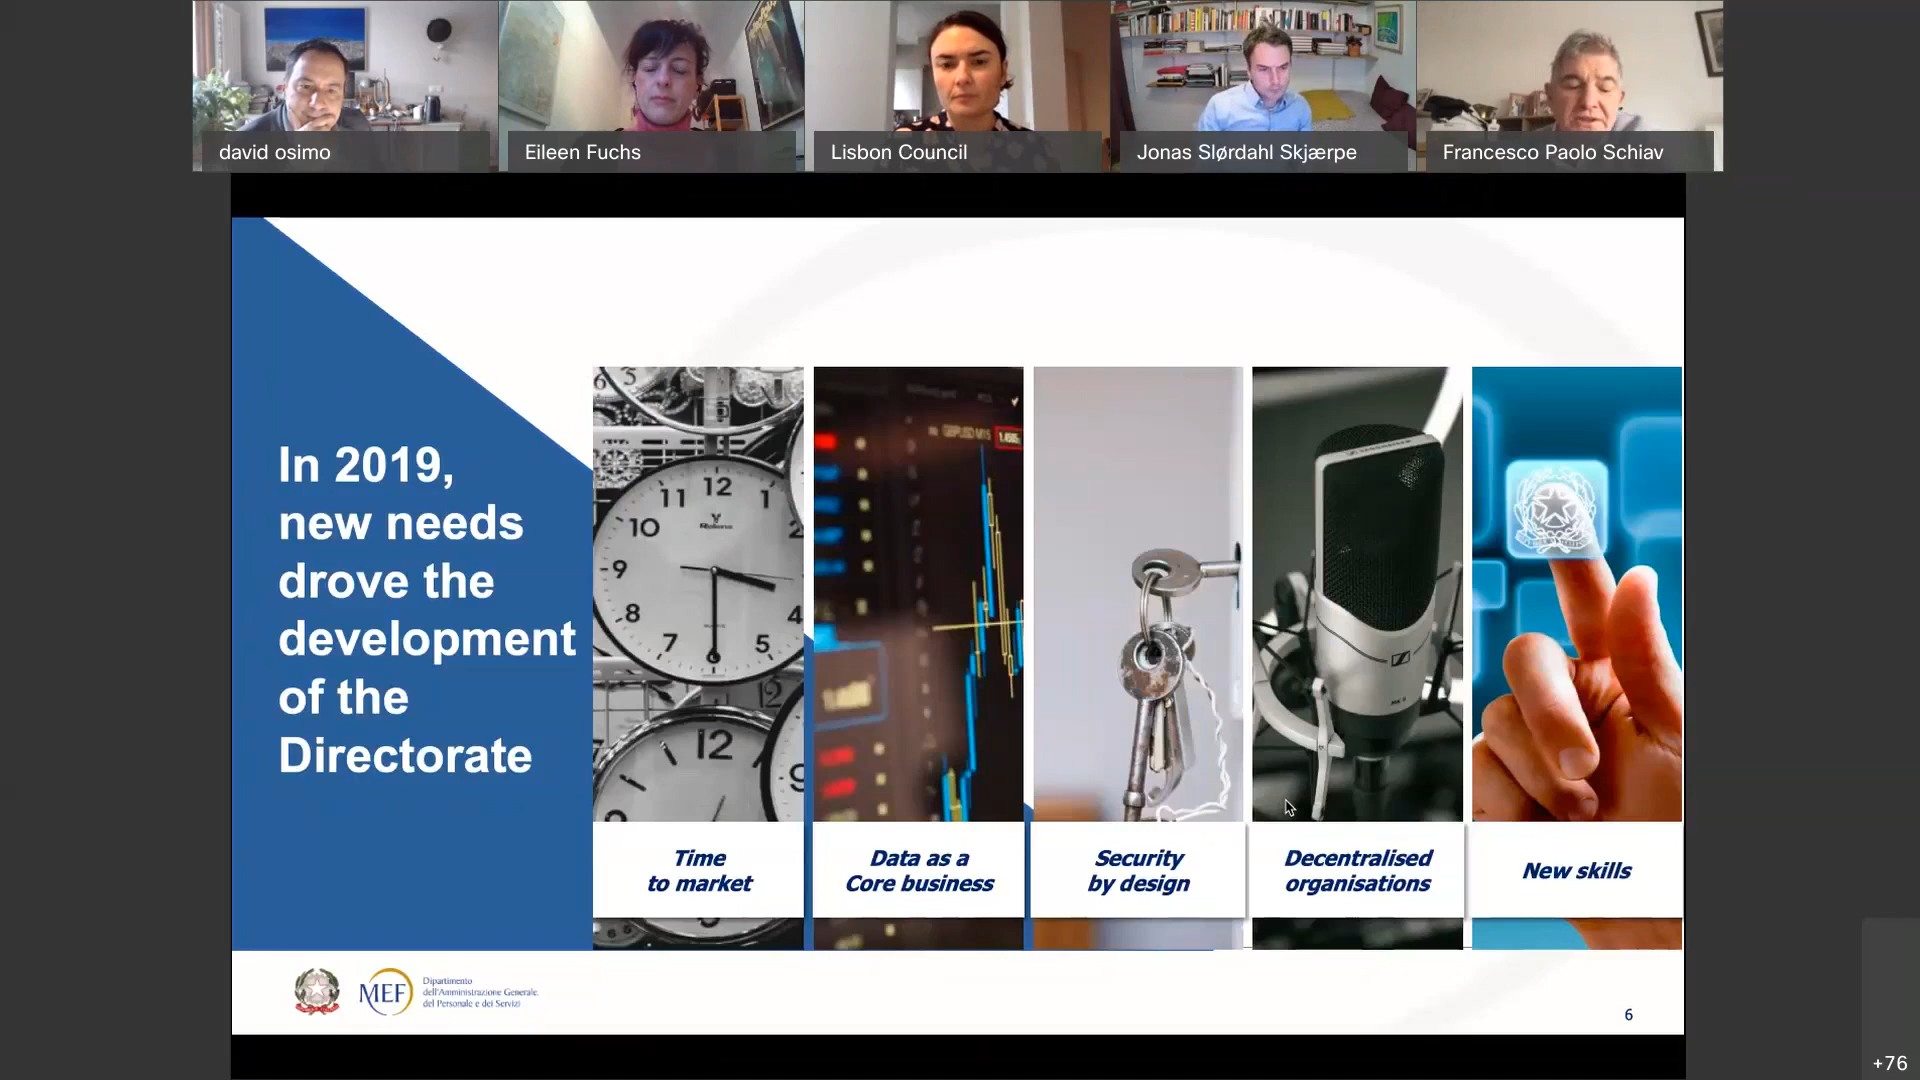 david osimo
Eileen Fuchs
Lisbon Council
Jonas Slørdahl Skjærpe
Francesco Paolo Schiav
In 2019,
new needs
drove the
development
of the
Directorate
Time
to market
Data as a
Core business
Security
by design
Decentralised
organisations
New skills
MEF
Dipartimento
dell'Amministrazione Generale,
del Personale e dei Servizi
6
+76